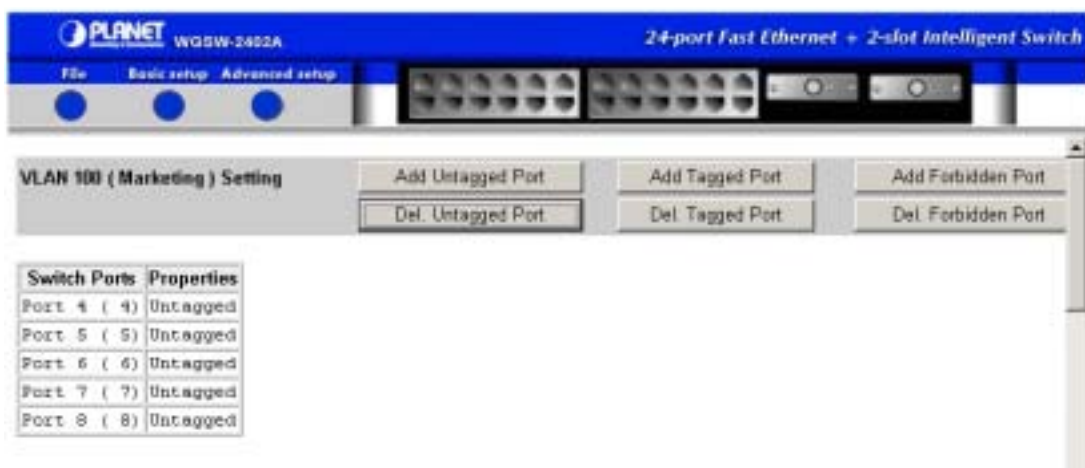 PLANET WGSW-2402A
24-port Fast Ethernet + 2-slot Intelligent Switch
File Basic setup Advanced setup
VLAN 100 ( Marketing ) Setting
Add Untagged Port Add Tagged Port Add Forbidden Port
Del. Untagged Port Del. Tagged Port Del. Forbidden Port
Switch Ports Properties
Port 4 ( 4) Untagged
Port 5 ( 5) Untagged
Port 6 ( 6) Untagged
Port 7 ( 7) Untagged
Port 8 ( 8) Untagged